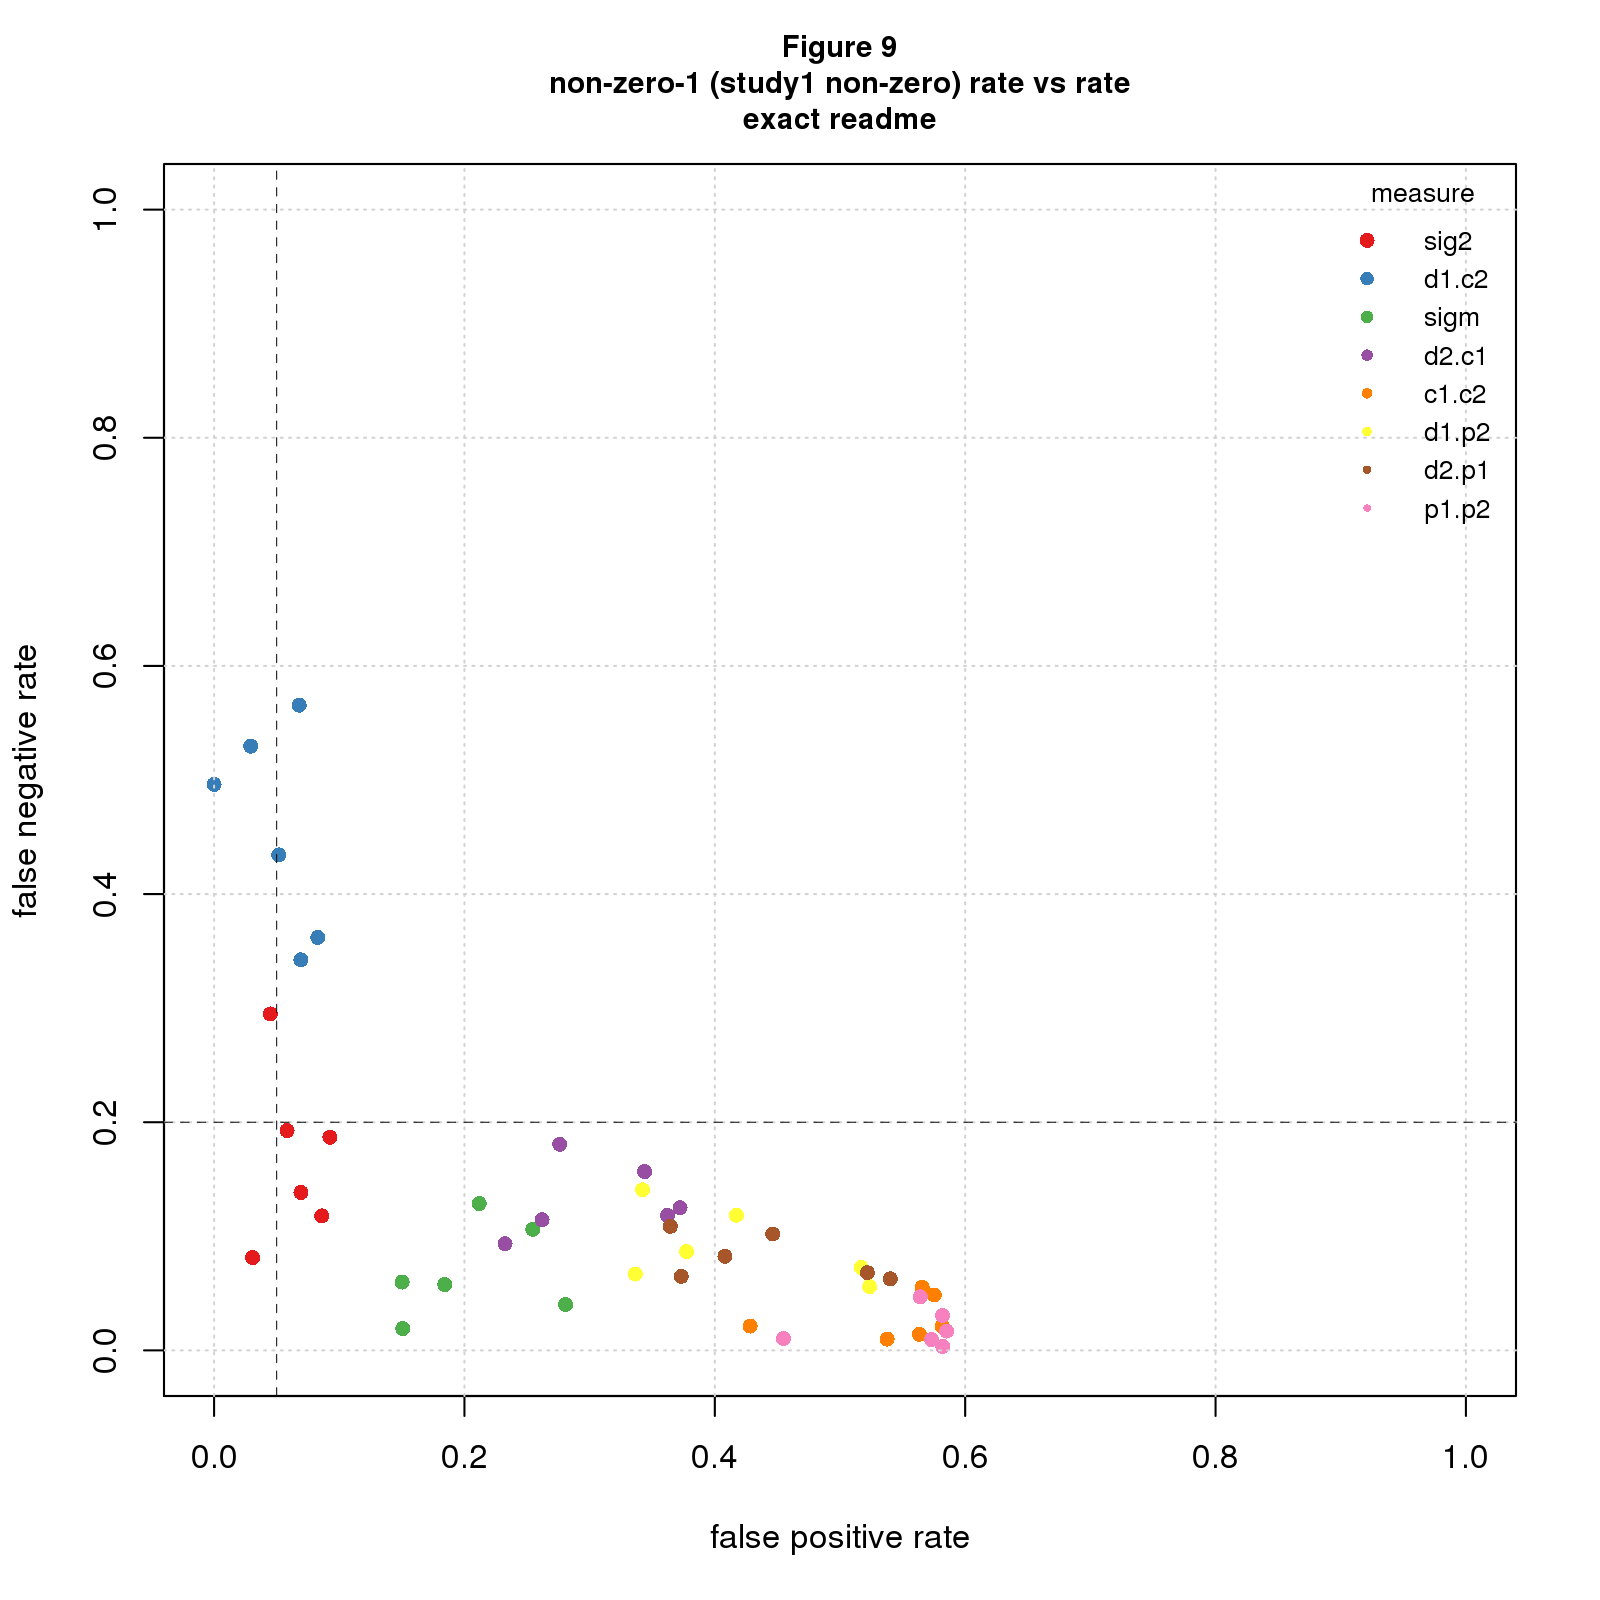 Figure 9
non-zero-1 (study1 non-zero) rate vs rate
exact readme
measure
sig2
d1.c2
sigm
d2.c1
c1.c2
d1.p2
d2.p1
p1.p2
false negative rate
1.0
0.8
0.6
0.4
0.2
0.0
0.0 0.2 0.4 0.6 0.8 1.0
false positive rate